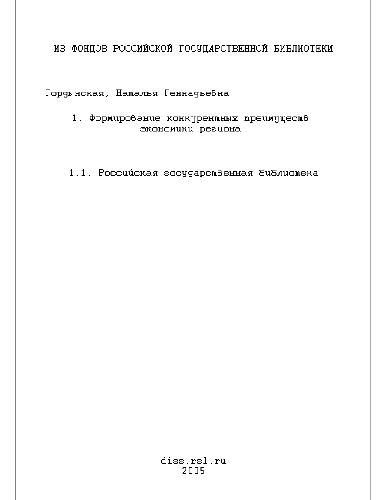 ИЗ ФОНДОВ РОССИЙСКОЙ ГОСУДАРСТВЕННОЙ БИБЛИОТЕКИ
Гордынская, Наталья Геннадьевна
1. Формирование конкурентных преимуществ
экономики региона
1.1. Российская государственная библиотека
diss.rsl.ru
2005